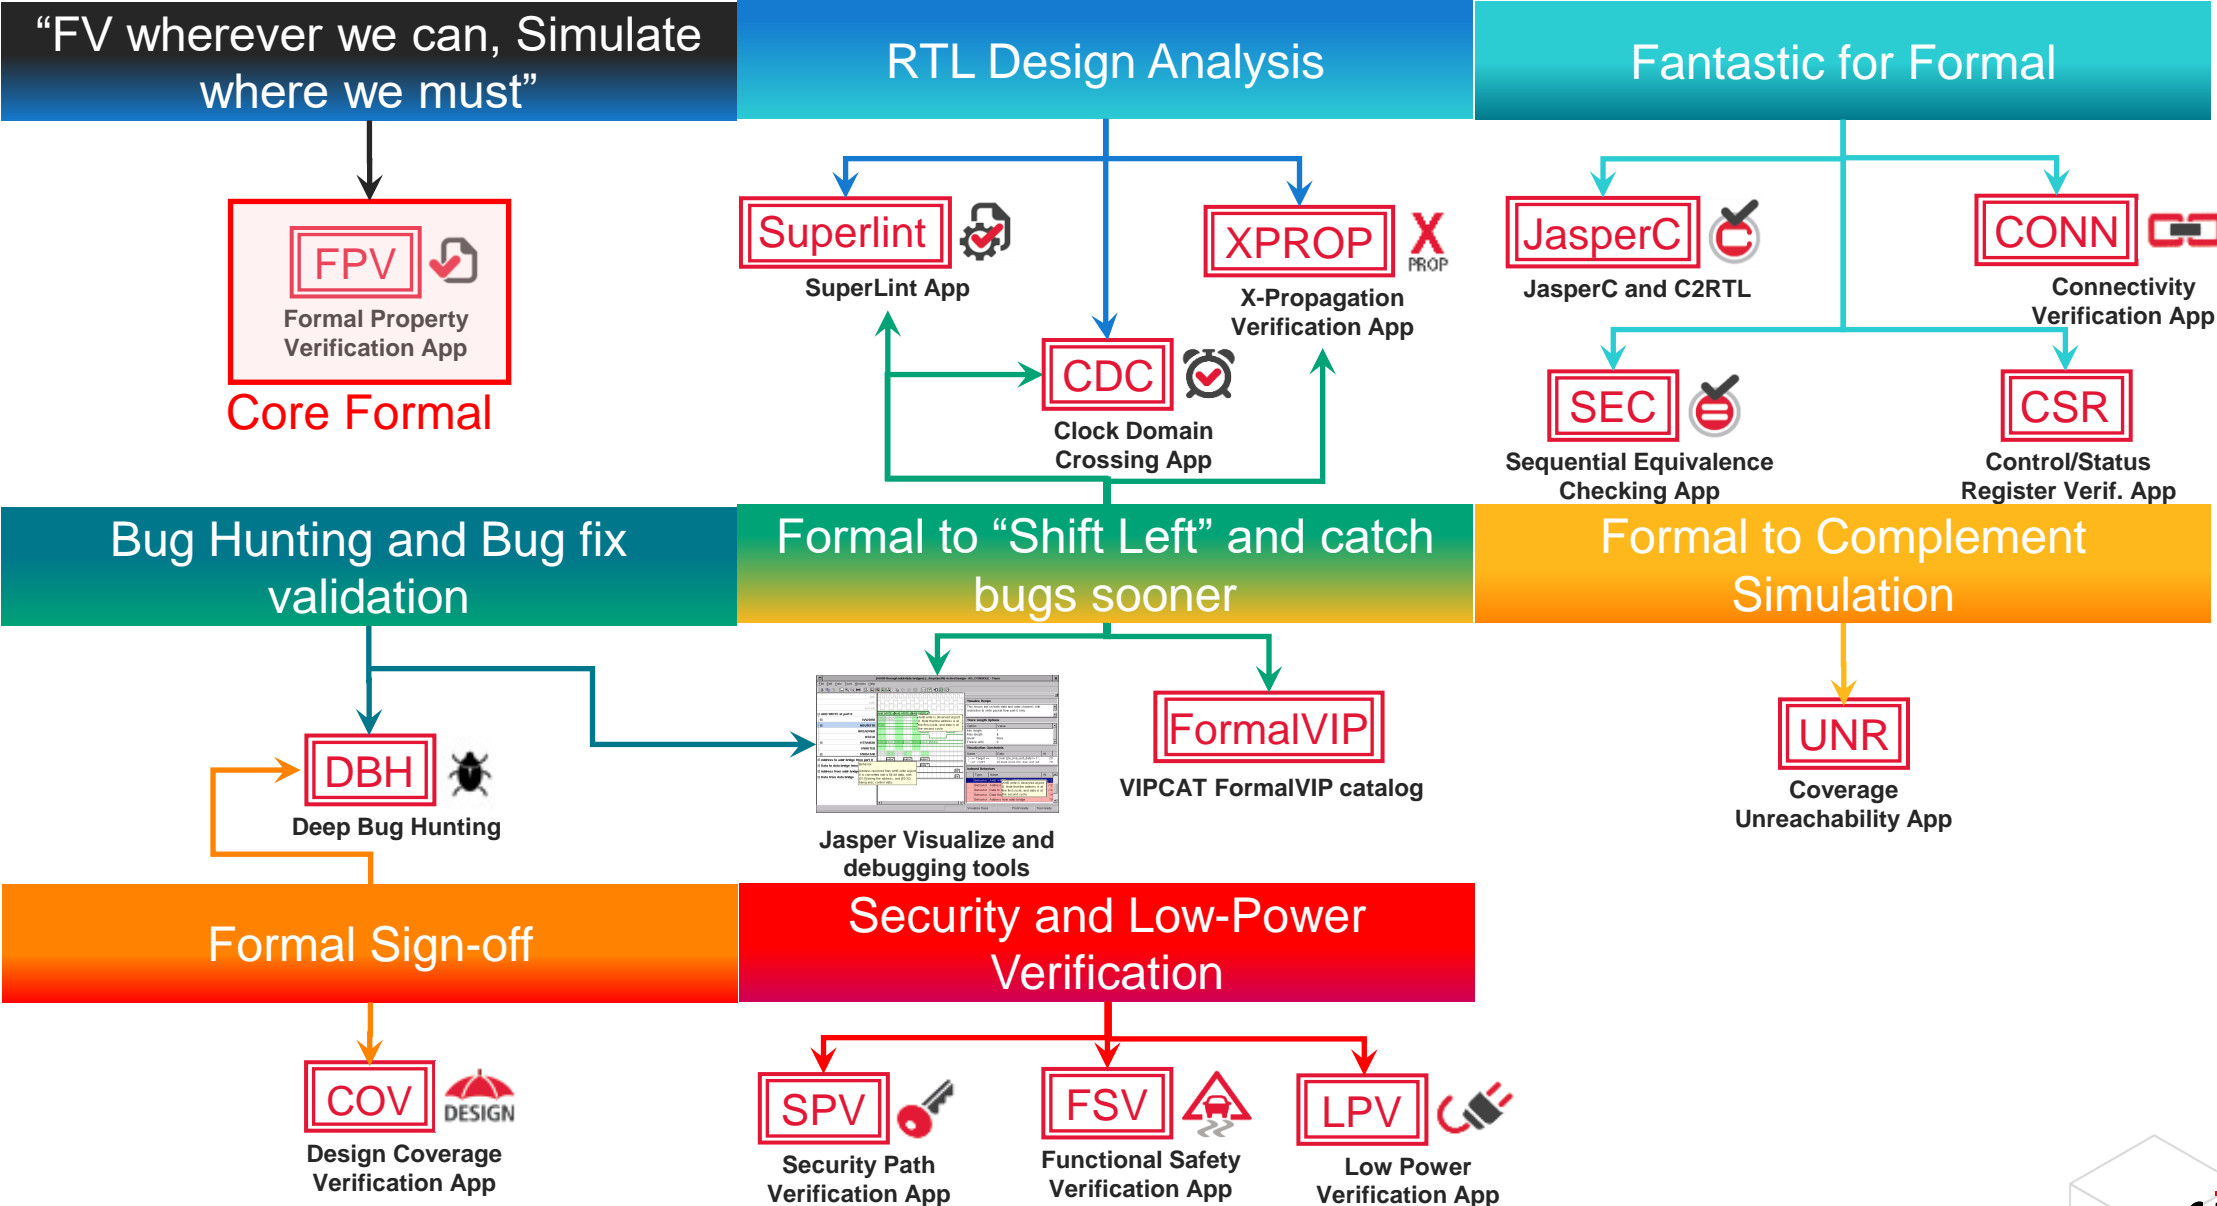 “FV wherever we can, Simulate
where we must”
RTL Design Analysis
Fantastic for Formal
FPV
Formal Property
Verification App
Core Formal
Superlint
SuperLint App
XPROP
X
PROP
X-Propagation
Verification App
CDC
Clock Domain
Crossing App
JasperC
C
JasperC and C2RTL
CONN
Connectivity
Verification App
SEC
Sequential Equivalence
Checking App
CSR
Control/Status
Register Verif. App
Bug Hunting and Bug fix
validation
Formal to “Shift Left” and catch
bugs sooner
Formal to Complement
Simulation
DBH
Deep Bug Hunting
Jasper Visualize and
debugging tools
FormalVIP
VIPCAT FormalVIP catalog
UNR
Coverage
Unreachability App
Formal Sign-off
Security and Low-Power
Verification
COV
DESIGN
Design Coverage
Verification App
SPV
Security Path
Verification App
FSV
Functional Safety
Verification App
LPV
Low Power
Verification App